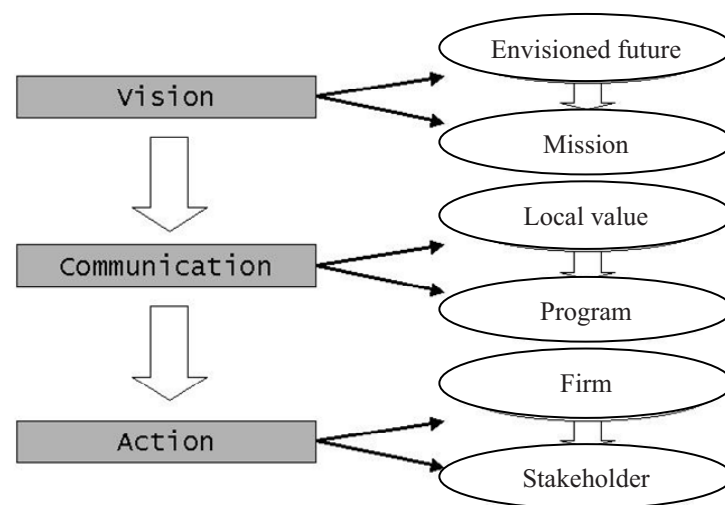 Envisioned future
Vision
Mission
Local value
Communication
Program
Firm
Action
Stakeholder